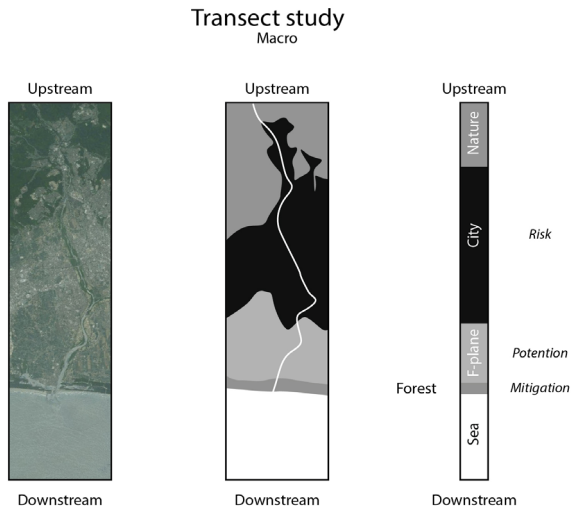 Transect study
Macro
Upstream
Upstream
Upstream
Nature
City
Risk
F-plane
Potention
Forest
Mitigation
Sea
Downstream
Downstream
Downstream